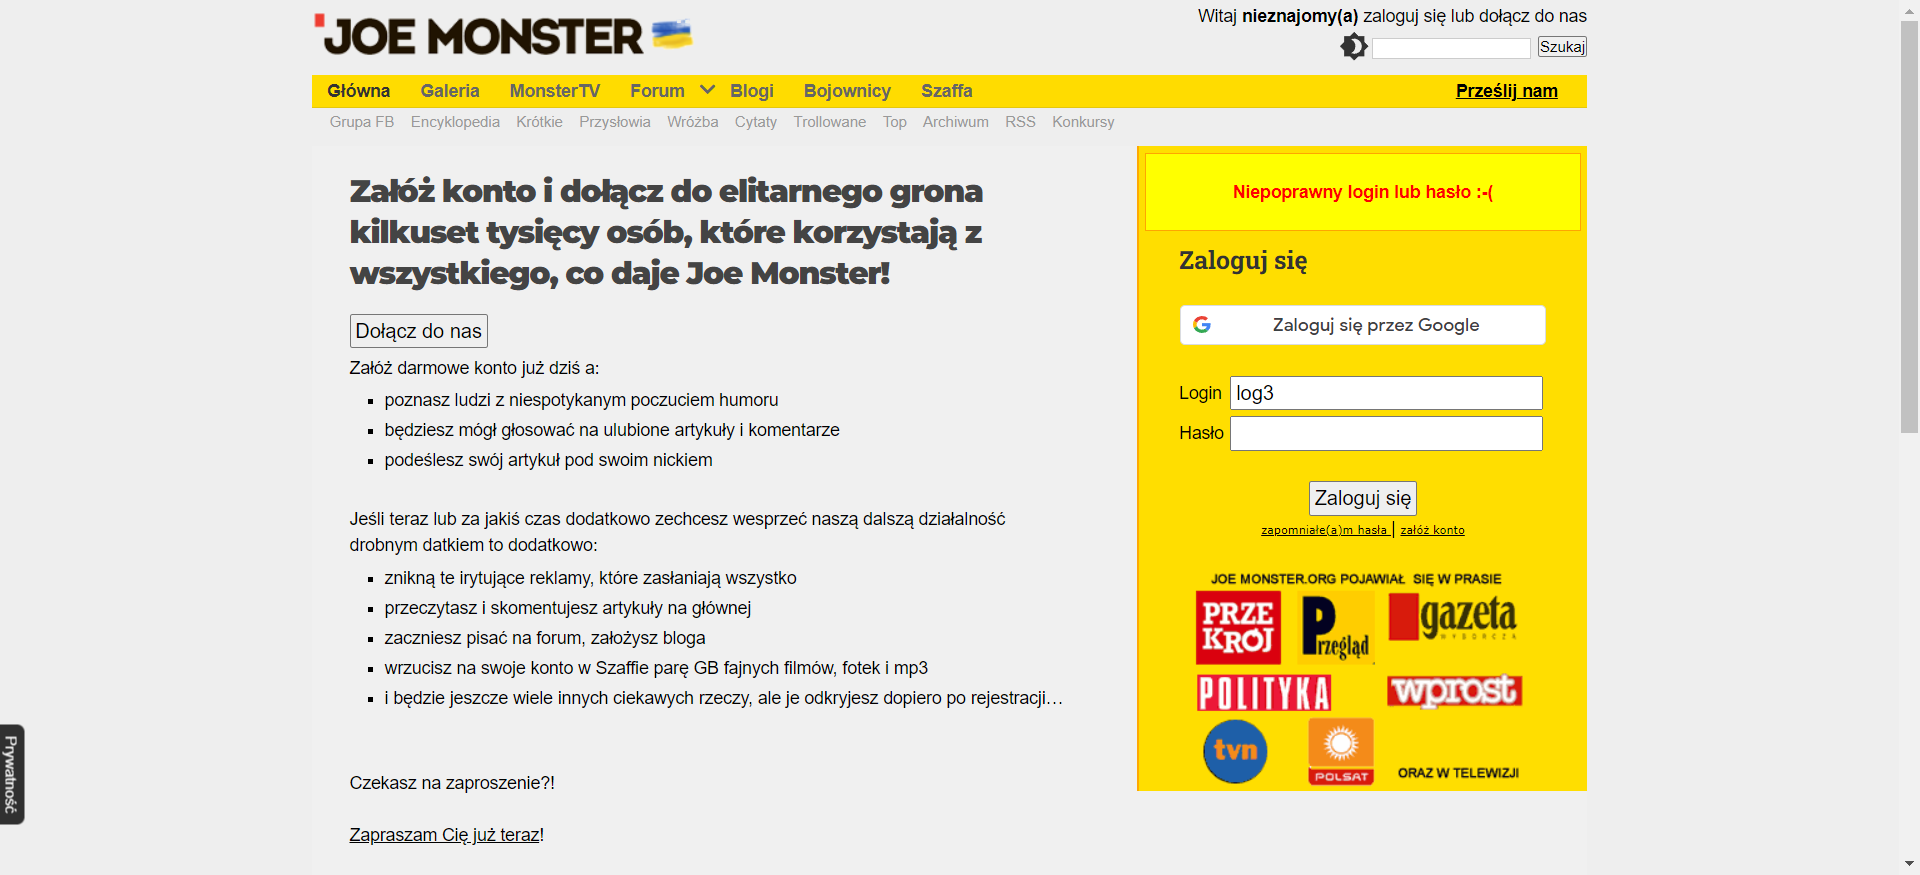 JOE MONSTER
Witaj nieznajomy(a) zaloguj się lub dołącz do nas
Szukaj
Główna Galeria MonsterTV Forum Blogi Bojownicy Szaffa Prześlij nam
Grupa FB Encyklopedia Krótkie Przysłowia Wróżba Cytaty Trollowane Top Archiwum RSS Konkursy
Załóż konto i dołącz do elitarnego grona
kilkuset tysięcy osób, które korzystają z
wszystkiego, co daje Joe Monster!
Dołącz do nas
Załóż darmowe konto już dziś a:
poznasz ludzi z niespotykanym poczuciem humoru
będziesz mógł głosować na ulubione artykuły i komentarze
podeślesz swój artykuł pod swoim nickiem
Jeśli teraz lub za jakiś czas dodatkowo zechcesz wesprzeć naszą dalszą działalność
drobnym datkiem to dodatkowo:
znikną te irytujące reklamy, które zasłaniają wszystko
przeczytasz i skomentujesz artykuły na głównej
zaczniesz pisać na forum, założysz bloga
wrzucisz na swoje konto w Szaffie parę GB fajnych filmów, fotek i mp3
i będzie jeszcze wiele innych ciekawych rzeczy, ale je odkryjesz dopiero po rejestracji…
Czekasz na zaproszenie?!
Zapraszam Cię już teraz!
Niepoprawny login lub hasło :-(
Zaloguj się
Zaloguj się przez Google
Login log3
Hasło
Zaloguj się
zapomniałe(a)m hasła | załóż konto
JOE MONSTER.ORG POJAWIAŁ SIĘ W PRASIE
PRZE
KRÓJ
Przegląd
gazeta
WYBORCZA
POLITYKA
wprost
tvn
POLSAT
ORAZ W TELEWIZJI
Prywatność